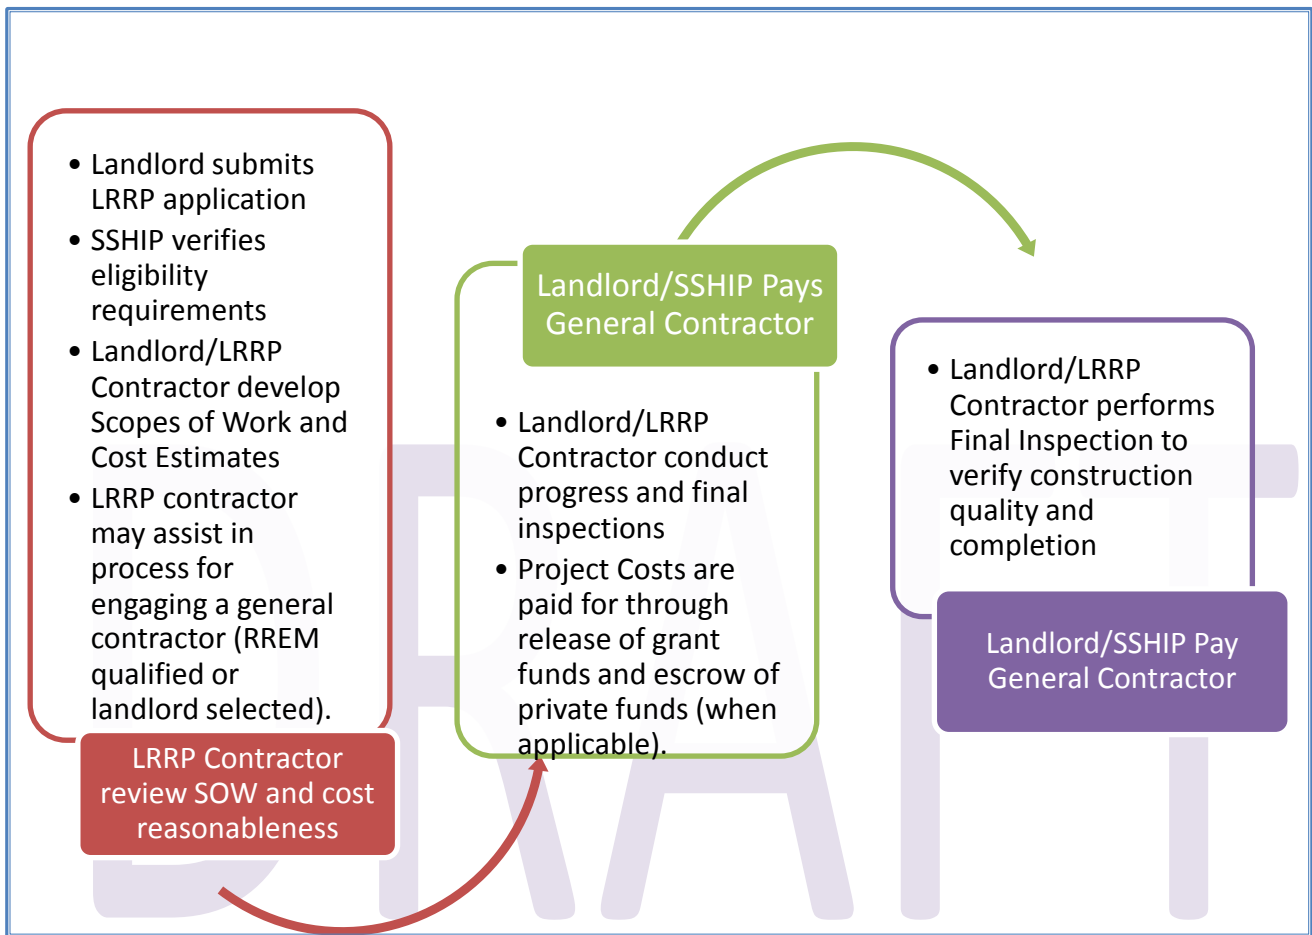 • Landlord submits
LRRP application
• SSHIP verifies
eligibility
requirements
• Landlord/LRRP
Contractor develop
Scopes of Work and
Cost Estimates
• LRRP contractor
may assist in
process for
engaging a general
contractor (RREM
qualified or
landlord selected).
LRRP Contractor
review SOW and cost
reasonableness
Landlord/SSHIP Pays
General Contractor
• Landlord/LRRP
Contractor conduct
progress and final
inspections
• Project Costs are
paid for through
release of grant
funds and escrow of
private funds (when
applicable).
• Landlord/LRRP
Contractor performs
Final Inspection to
verify construction
quality and
completion
Landlord/SSHIP Pay
General Contractor
DRAFT